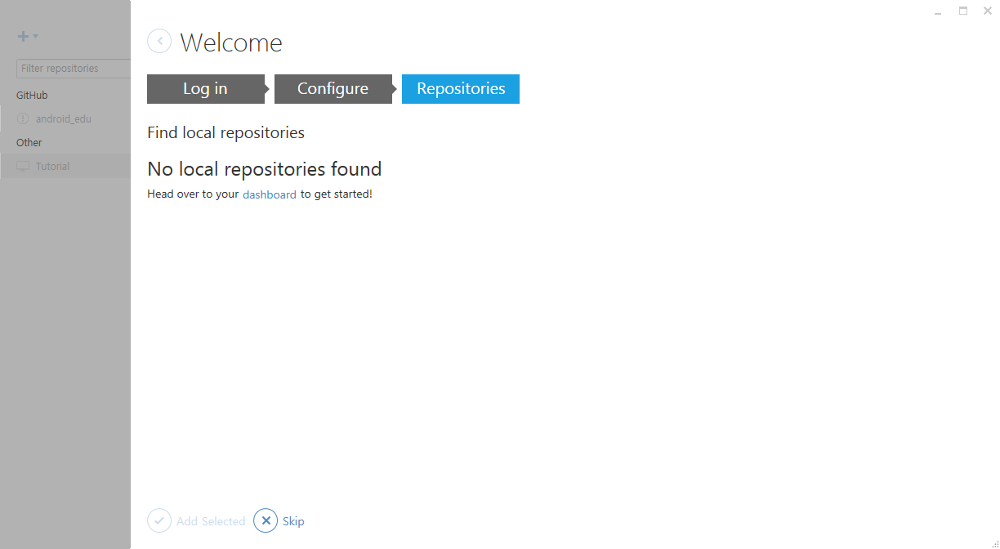 Welcome
Filter repositories
GitHub
android_edu
Other
Tutorial
Log in
Configure
Repositories
Find local repositories
No local repositories found
Head over to your dashboard to get started!
Add Selected
Skip